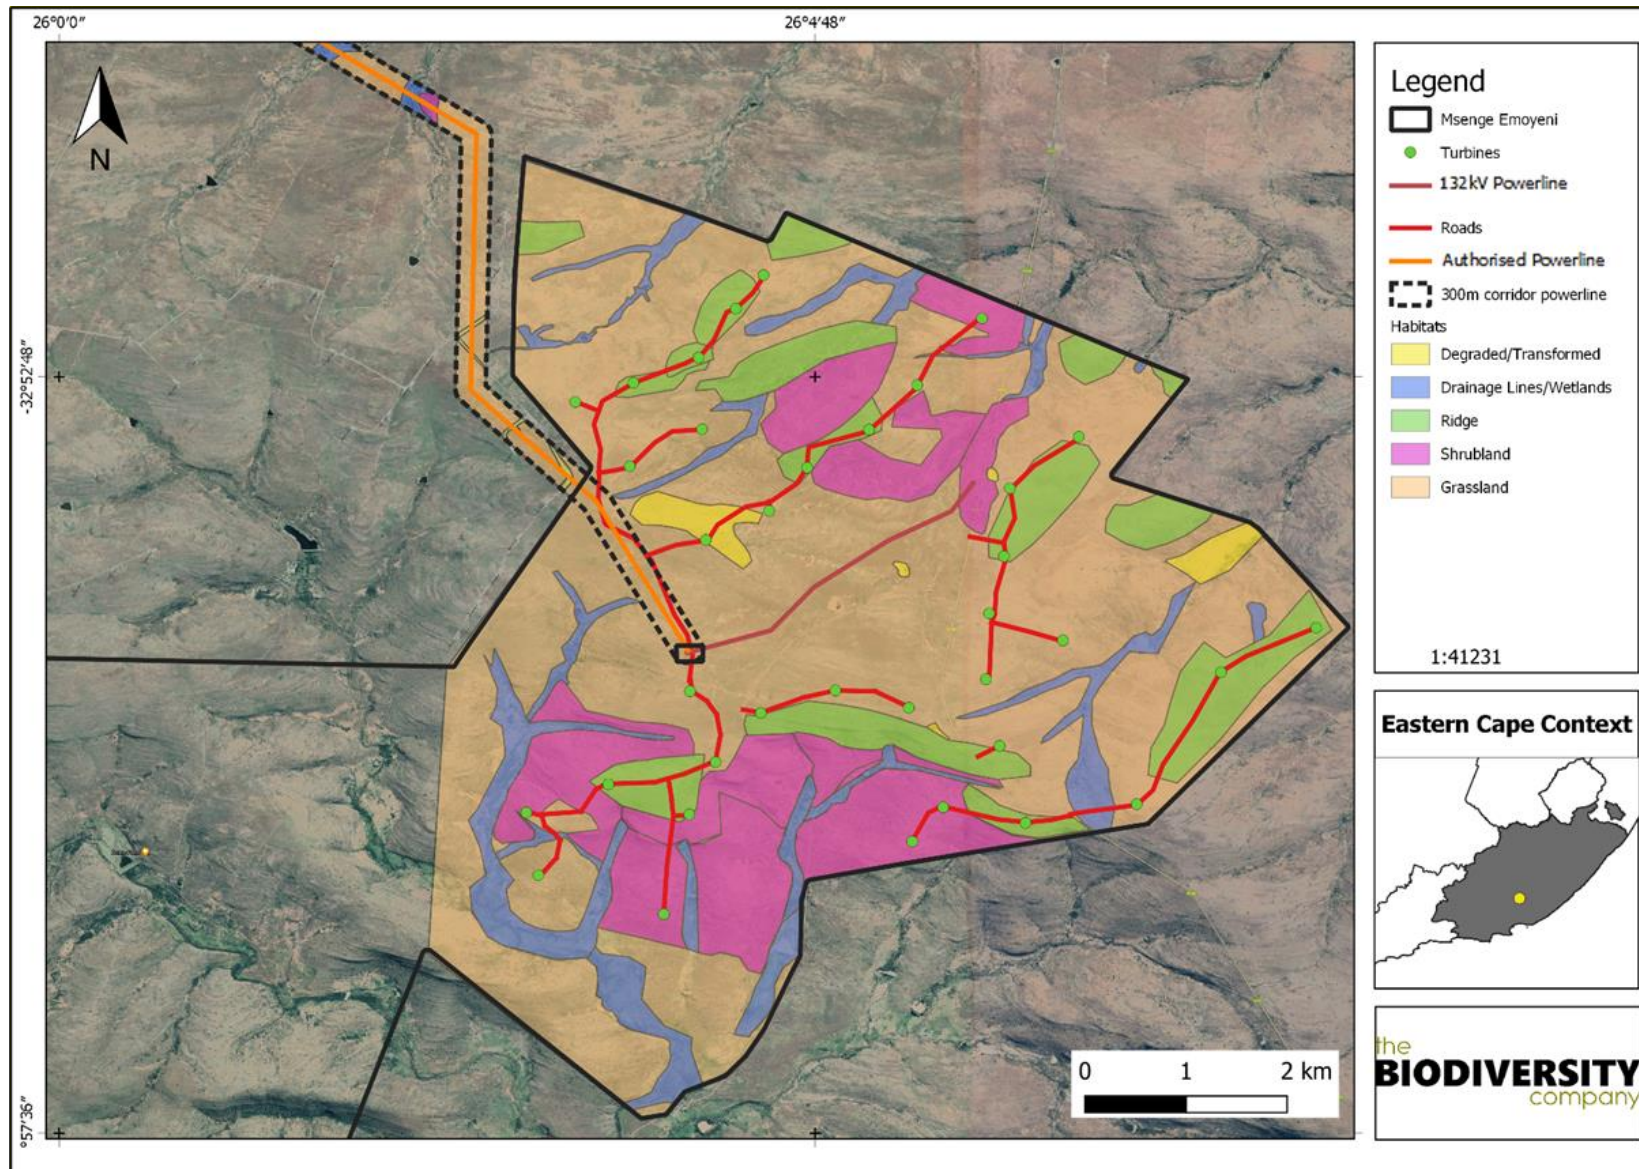 26°0'0"
26°4'48"
-32°52'48"
°57'36"
N
0 1 2 km
Legend
Msenge Emoyeni
Turbines
132kV Powerline
Roads
Authorised Powerline
300m corridor powerline
Habitats
Degraded/Transformed
Drainage Lines/Wetlands
Ridge
Shrubland
Grassland
1:41231
Eastern Cape Context
the
BIODIVERSITY
company